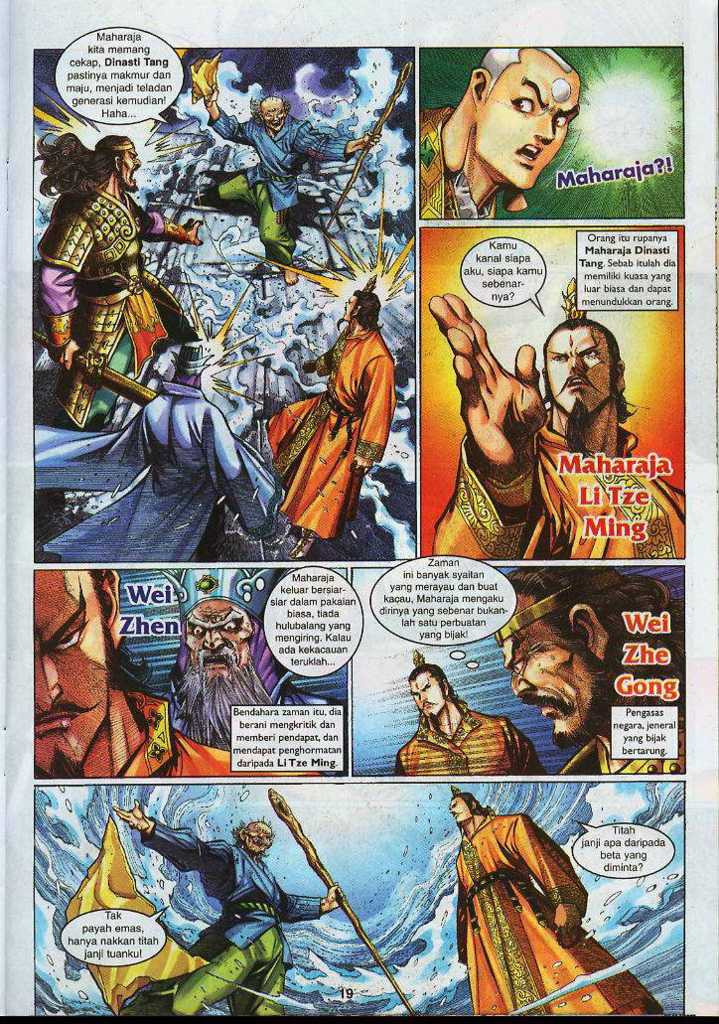 Maharaja
kita memang
cekap, Dinasti Tang
pastinya makmur dan
maju, menjadi teladan
generasi kemudian!
Haha...
Maharaja?!
Kamu
kanal siapa
aku, siapa kamu
sebenar-
nya?
Orang itu rupanya
Maharaja Dinasti
Tang. Sebab itulah dia
memiliki kuasa yang
luar biasa dan dapat
menundukkan orang.
Maharaja
Li Tze
Ming
Wei
Zhen
Maharaja
keluar bersiar-
siar dalam pakaian
biasa, tiada
hulubalang yang
mengiring. Kalau
ada kekacauan
teruklah...
Bendahara zaman itu, dia
berani mengkritik dan
memberi pendapat, dan
mendapat penghormatan
daripada Li Tze Ming.
Zaman
ini banyak syaitan
yang merayau dan buat
kacau, Maharaja mengaku
dirinya yang sebenar bukan-
lah satu perbuatan
yang bijak!
Wei
Zhe
Gong
Pengasas
negara, jeneral
yang bijak
bertarung.
Tak
payah emas,
hanya nakkan titah
janji tuanku!
Titah
janji apa daripada
beta yang
diminta?
19